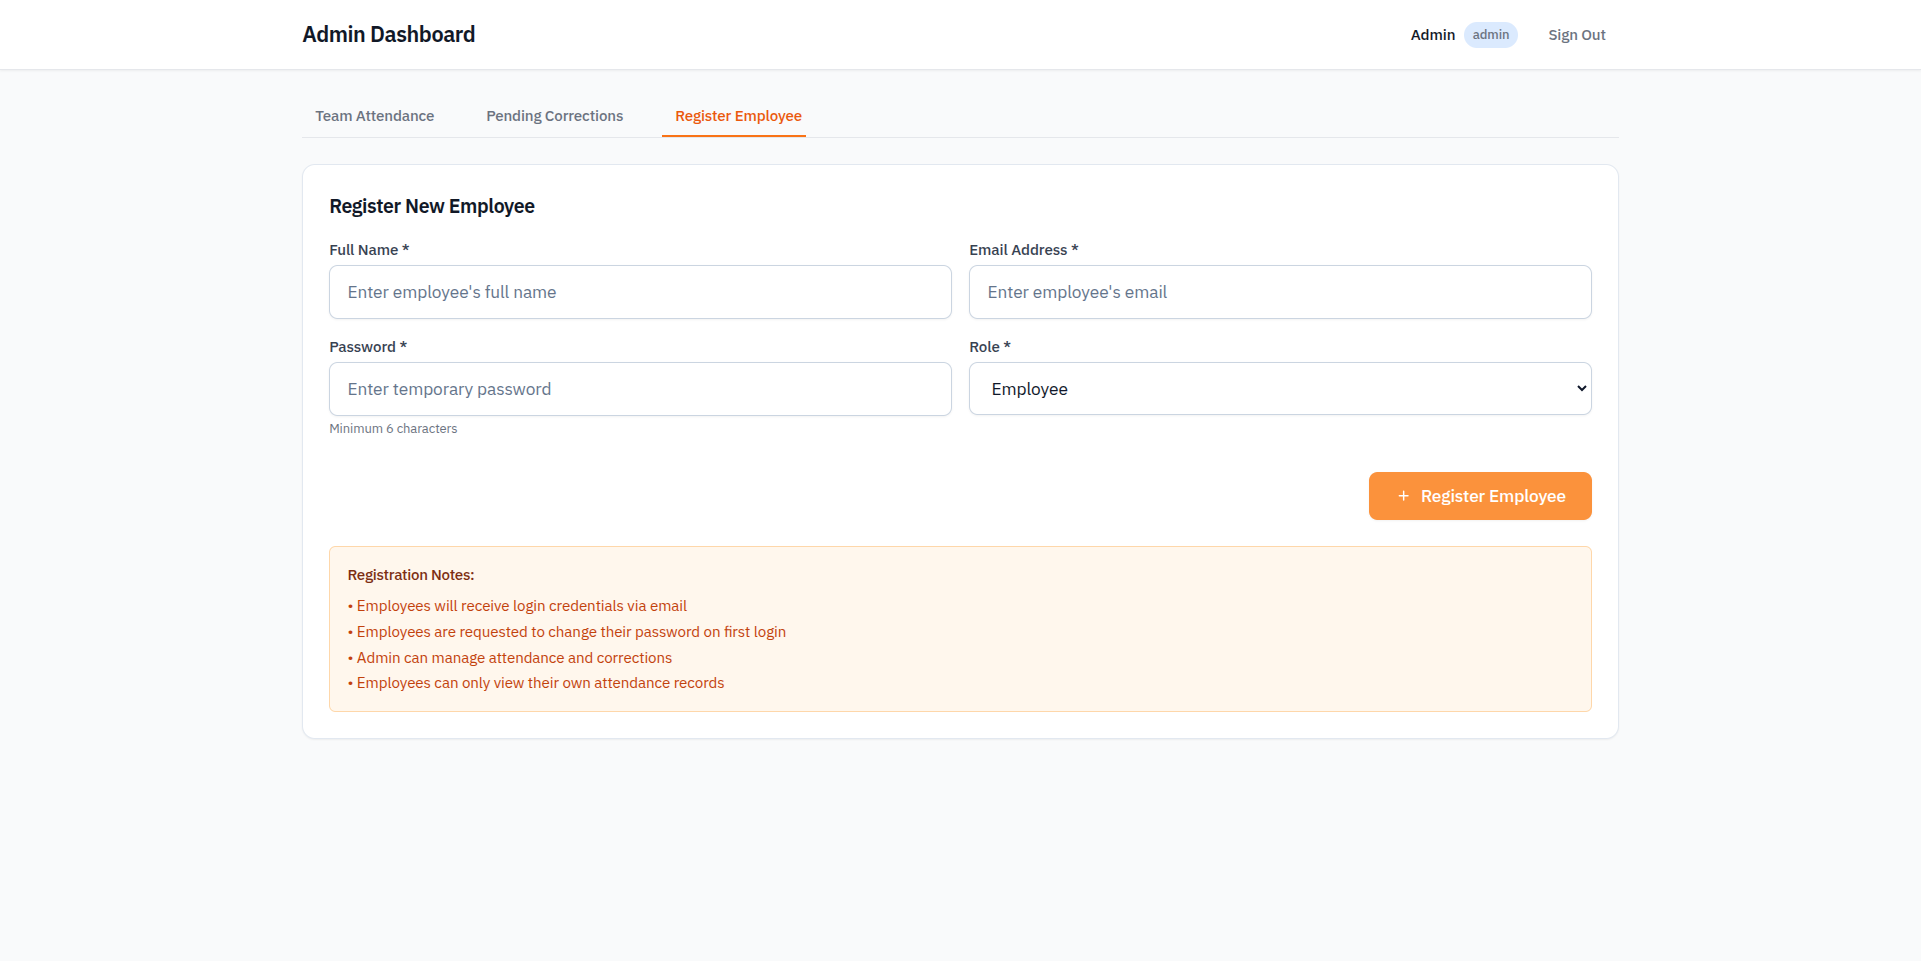 Admin Dashboard
Admin admin Sign Out
Team Attendance Pending Corrections Register Employee
Register New Employee
Full Name * Email Address *
Enter employee's full name Enter employee's email
Password * Role *
Enter temporary password Employee
Minimum 6 characters
+ Register Employee
Registration Notes:
• Employees will receive login credentials via email
• Employees are requested to change their password on first login
• Admin can manage attendance and corrections
• Employees can only view their own attendance records